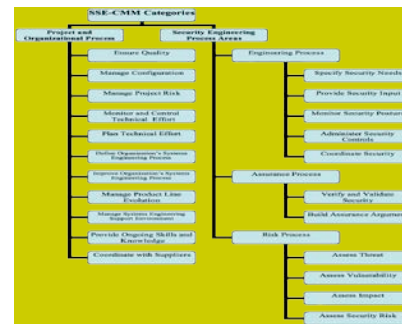 SSE-CMM Categories
Project and
Organizational Process
Security Engineering
Process Areas
Ensure Quality
Manage Configuration
Manage Project Risk
Monitor and Control
Technical Effort
Plan Technical Effort
Define Organization's Systems
Engineering Process
Improve Organization's Systems
Engineering Process
Manage Product Line
Evolution
Manage Systems Engineering
Support Environment
Provide Ongoing Skills and
Knowledge
Coordinate with Suppliers
Engineering Process
Specify Security Needs
Provide Security Input
Monitor Security Posture
Administer Security
Controls
Coordinate Security
Assurance Process
Verify and Validate
Security
Build Assurance Argument
Risk Process
Assess Threat
Assess Vulnerability
Assess Impact
Assess Security Risk